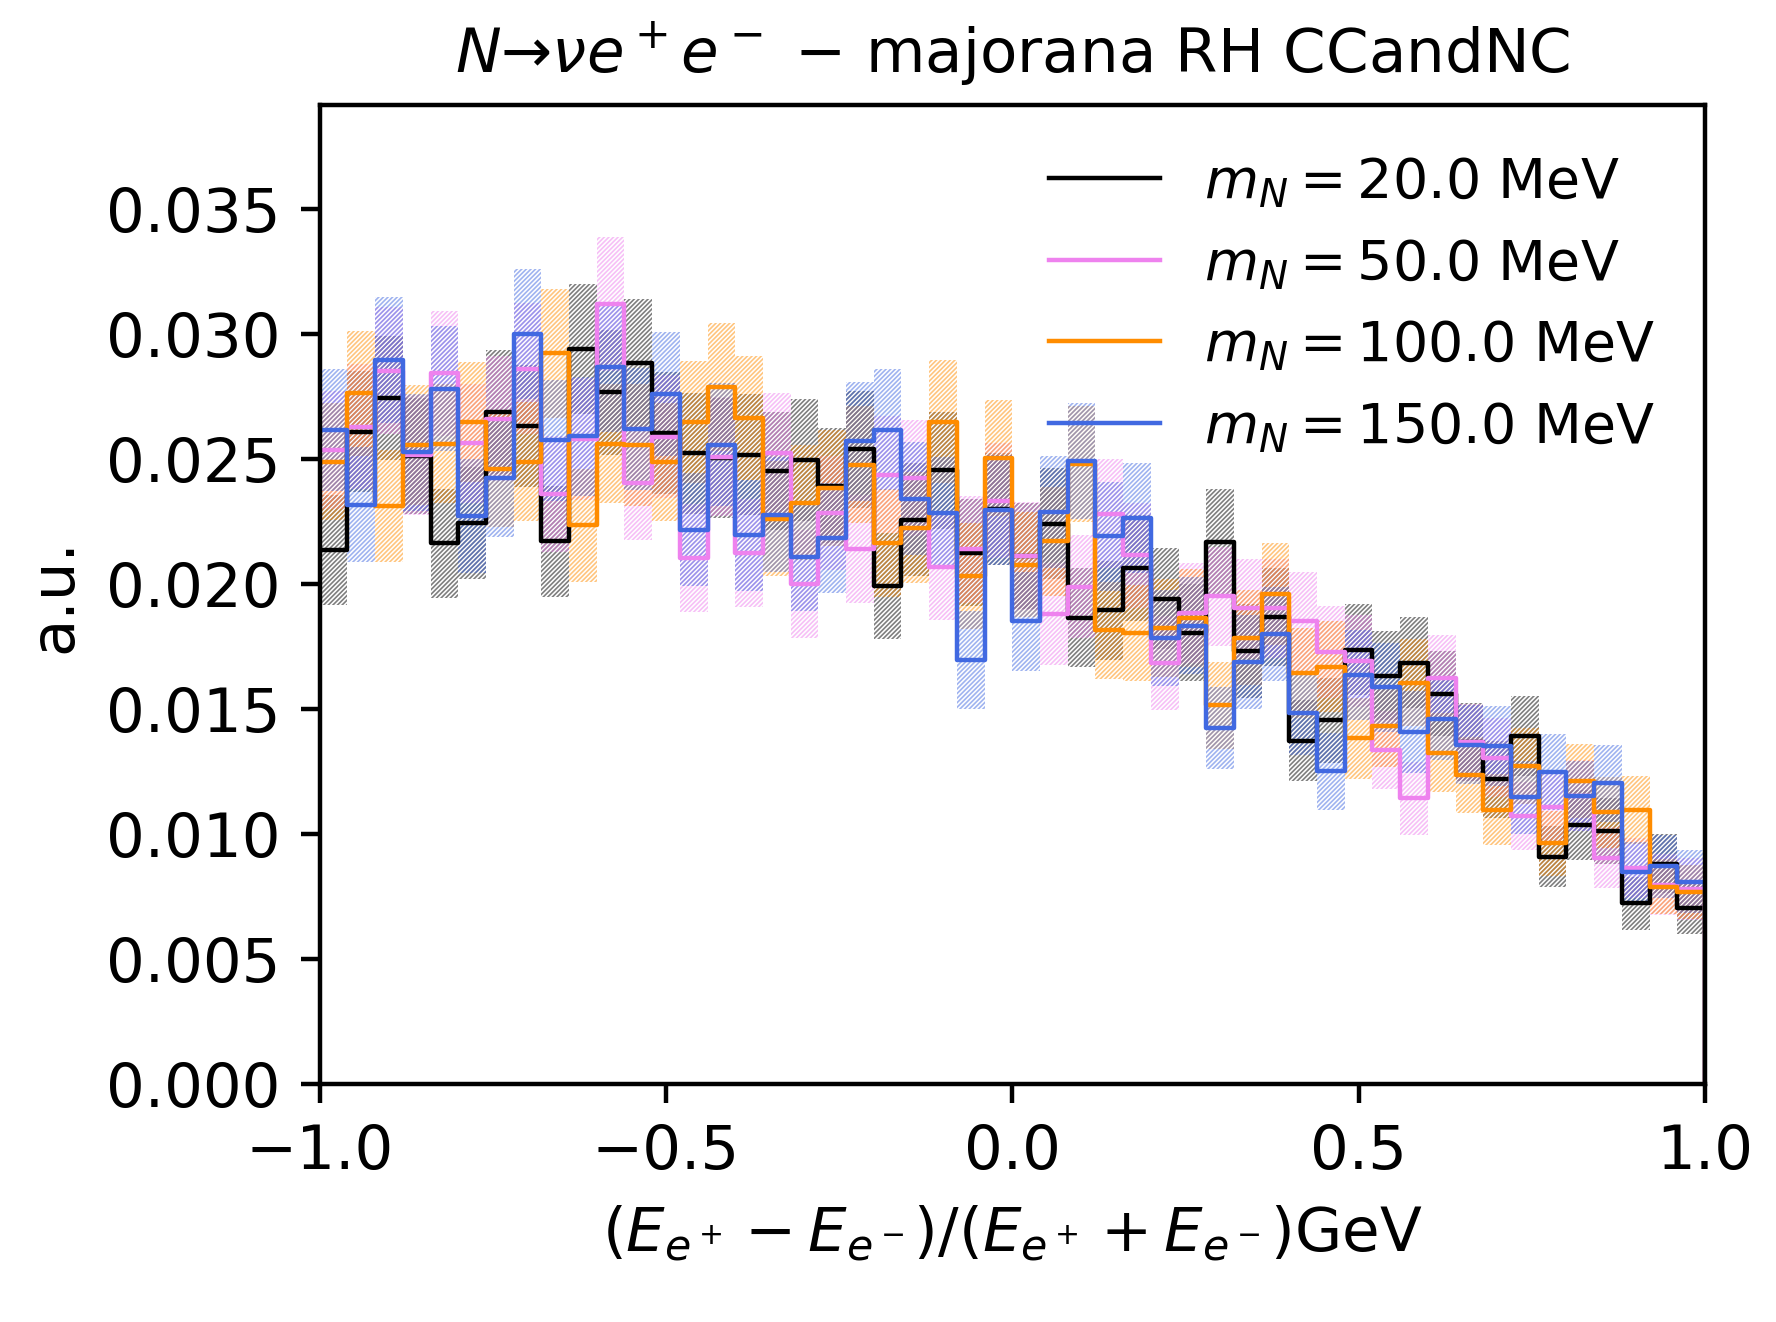 N→νe⁺e⁻ − majorana RH CCandNC
m_N = 20.0 MeV
m_N = 50.0 MeV
m_N = 100.0 MeV
m_N = 150.0 MeV
0.035
0.030
0.025
0.020
0.015
0.010
0.005
0.000
a.u.
−1.0 −0.5 0.0 0.5 1.0
(E_e⁺ − E_e⁻)/(E_e⁺ + E_e⁻)GeV